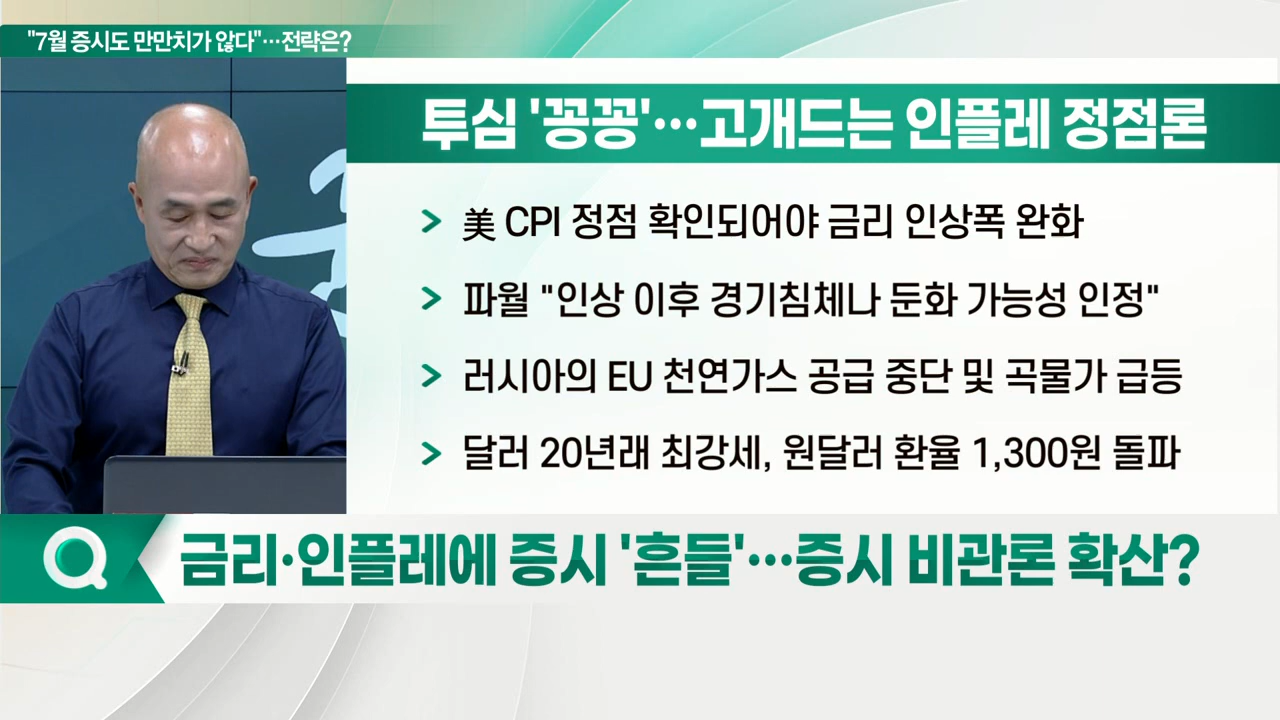 "7월 증시도 만만치가 않다"…전략은?
투심 '꽁꽁'…고개드는 인플레 정점론
美 CPI 정점 확인되어야 금리 인상폭 완화
파월 "인상 이후 경기침체나 둔화 가능성 인정"
러시아의 EU 천연가스 공급 중단 및 곡물가 급등
달러 20년래 최강세, 원달러 환율 1,300원 돌파
금리·인플레에 증시 '흔들'…증시 비관론 확산?